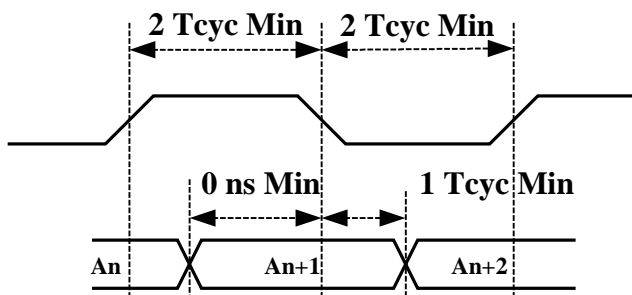 2 Tcyc Min 2 Tcyc Min
0 ns Min 1 Tcyc Min
An An+1 An+2